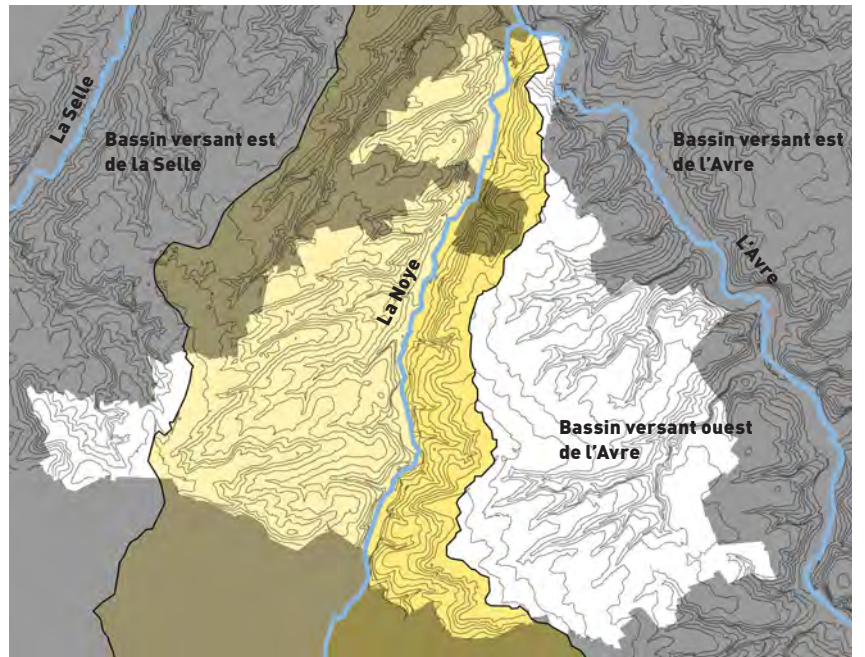 La Selle
Bassin versant est
de la Selle
Bassin versant est
de l'Avre
L'Avre
La Noye
Bassin versant ouest
de l'Avre